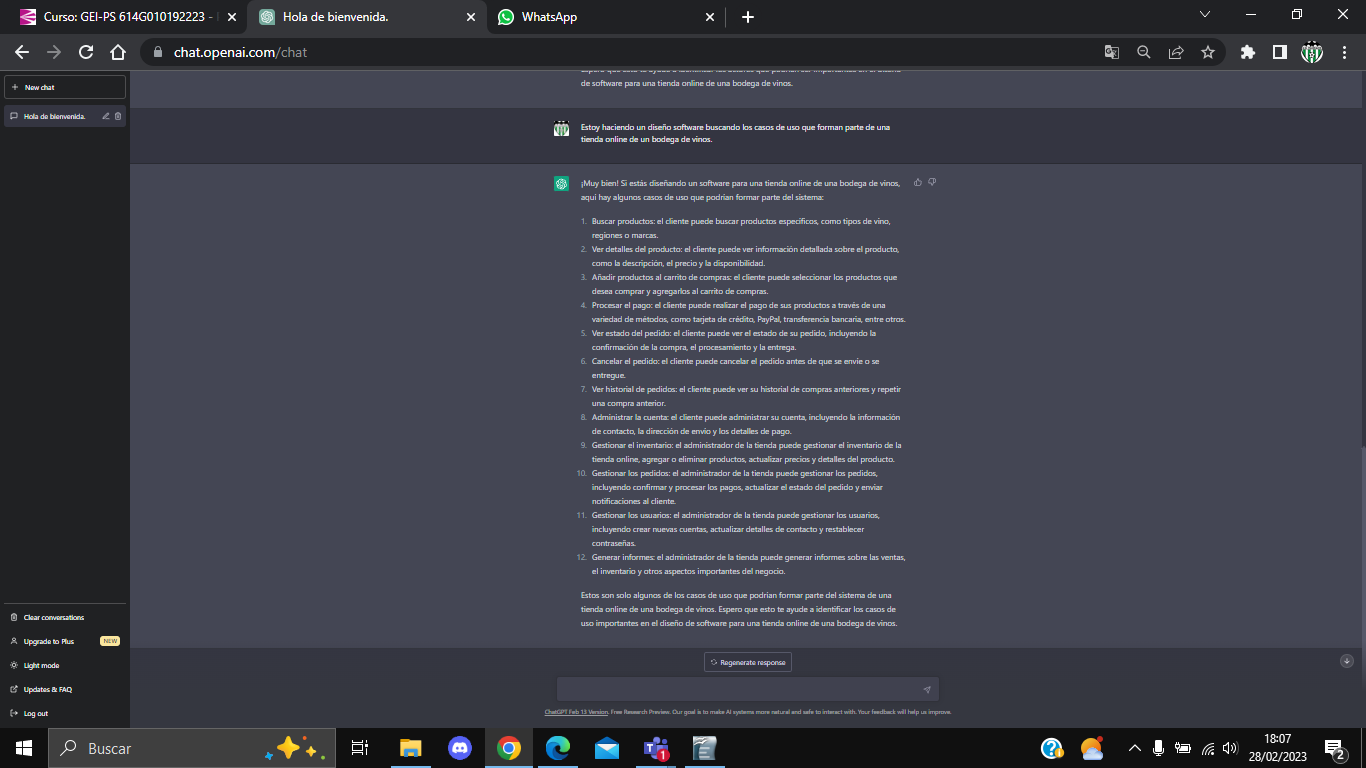 Curso: GEI-PS 614G010192223 -
Hola de bienvenida.
WhatsApp
chat.openai.com/chat
New chat
Hola de bienvenida.
de software para una tienda online de una bodega de vinos.
Estoy haciendo un diseño software buscando los casos de uso que forman parte de una
tienda online de un bodega de vinos.
¡Muy bien! Si estás diseñando un software para una tienda online de una bodega de vinos,
aquí hay algunos casos de uso que podrían formar parte del sistema:
1. Buscar productos: el cliente puede buscar productos específicos, como tipos de vino,
regiones o marcas.
2. Ver detalles del producto: el cliente puede ver información detallada sobre el producto,
como la descripción, el precio y la disponibilidad.
3. Añadir productos al carrito de compras: el cliente puede seleccionar los productos que
desea comprar y agregarlos al carrito de compras.
4. Procesar el pago: el cliente puede realizar el pago de sus productos a través de una
variedad de métodos, como tarjeta de crédito, PayPal, transferencia bancaria, entre otros.
5. Ver estado del pedido: el cliente puede ver el estado de su pedido, incluyendo la
confirmación de la compra, el procesamiento y la entrega.
6. Cancelar el pedido: el cliente puede cancelar el pedido antes de que se envíe o se
entregue.
7. Ver historial de pedidos: el cliente puede ver su historial de compras anteriores y repetir
una compra anterior.
8. Administrar la cuenta: el cliente puede administrar su cuenta, incluyendo la información
de contacto, la dirección de envío y los detalles de pago.
9. Gestionar el inventario: el administrador de la tienda puede gestionar el inventario de la
tienda online, agregar o eliminar productos, actualizar precios y detalles del producto.
10. Gestionar los pedidos: el administrador de la tienda puede gestionar los pedidos,
incluyendo confirmar y procesar los pagos, actualizar el estado del pedido y enviar
notificaciones al cliente.
11. Gestionar los usuarios: el administrador de la tienda puede gestionar los usuarios,
incluyendo crear nuevas cuentas, actualizar detalles de contacto y restablecer
contraseñas.
12. Generar informes: el administrador de la tienda puede generar informes sobre las ventas,
el inventario y otros aspectos importantes del negocio.
Estos son solo algunos de los casos de uso que podrían formar parte del sistema de una
tienda online de una bodega de vinos. Espero que esto te ayude a identificar los casos de
uso importantes en el diseño de software para una tienda online de una bodega de vinos.
Clear conversations
Upgrade to Plus NEW
Light mode
Updates & FAQ
Log out
Regenerate response
ChatGPT Feb 13 Version. Free Research Preview. Our goal is to make AI systems more natural and safe to interact with. Your feedback will help us improve.
Buscar
1
18:07
28/02/2023
2